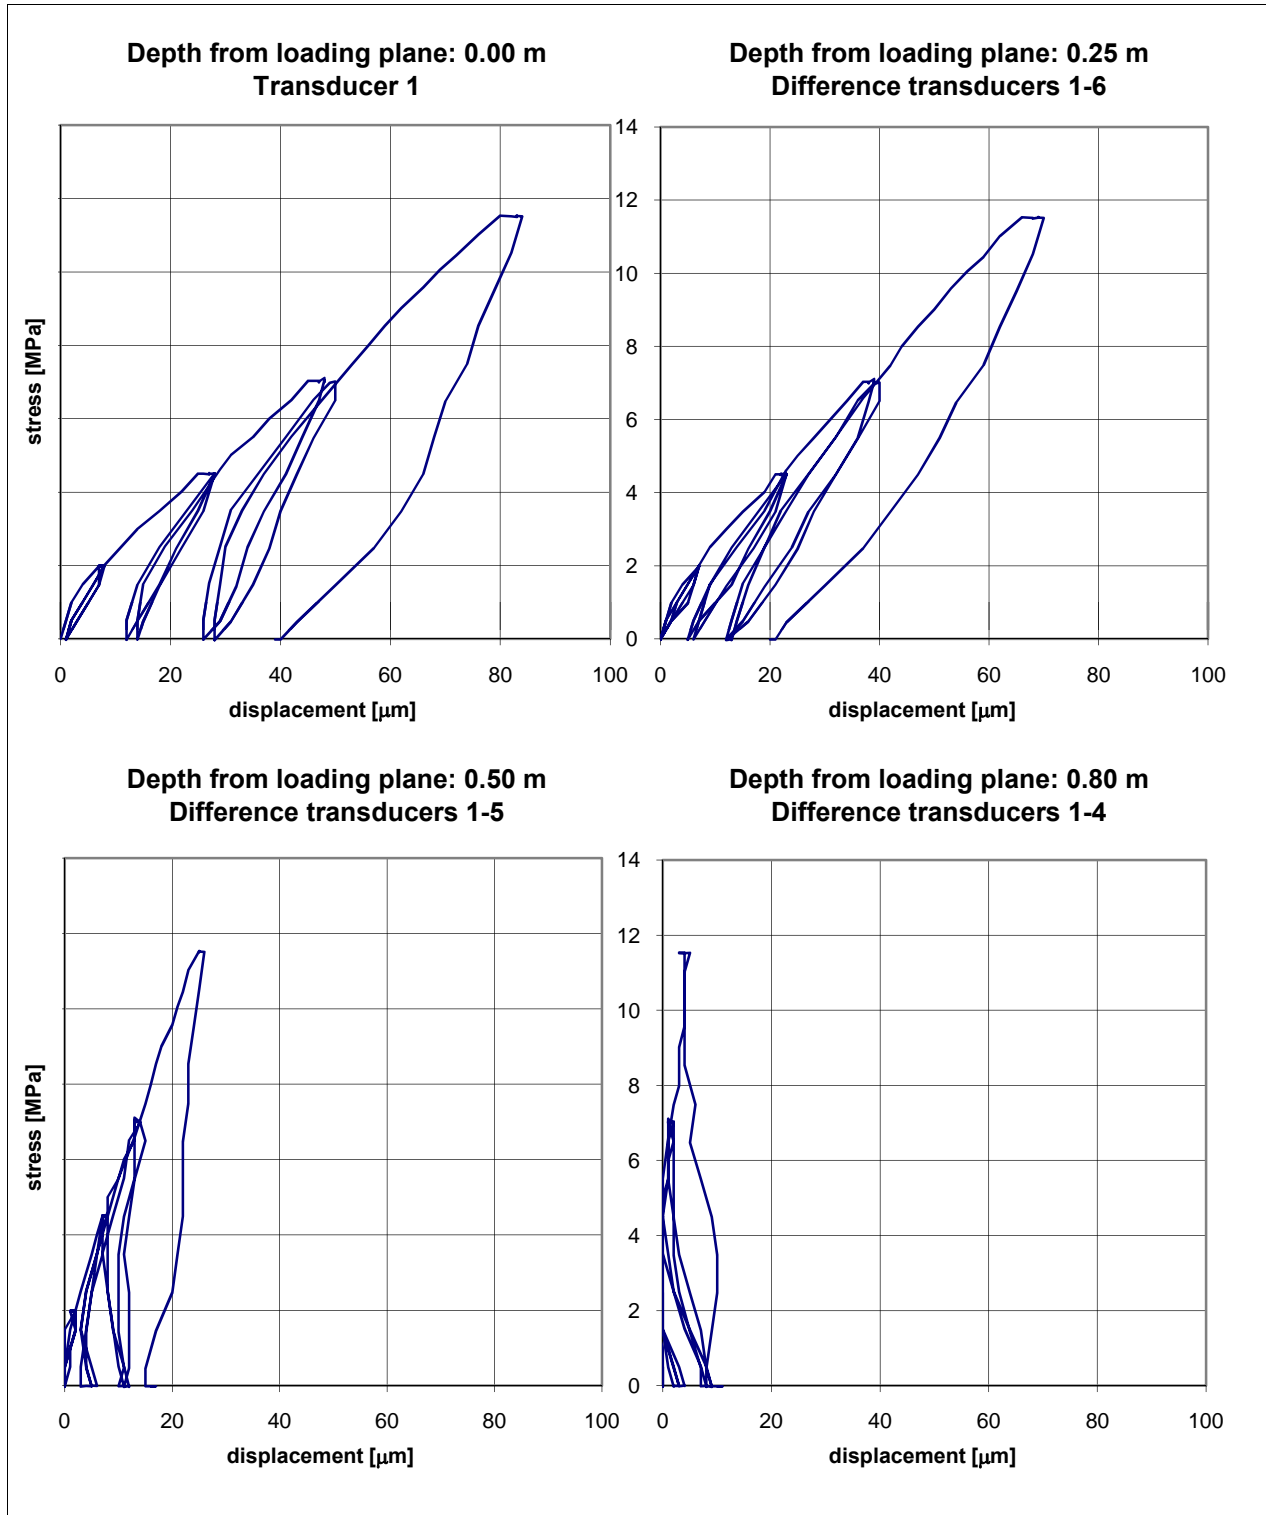 Depth from loading plane: 0.00 m
Transducer 1
Depth from loading plane: 0.25 m
Difference transducers 1-6
14
12
10
8
6
4
2
0
stress [MPa]
0 20 40 60 80 100
displacement [μm]
0 20 40 60 80 100
displacement [μm]
Depth from loading plane: 0.50 m
Difference transducers 1-5
Depth from loading plane: 0.80 m
Difference transducers 1-4
14
12
10
8
6
4
2
0
stress [MPa]
0 20 40 60 80 100
displacement [μm]
0 20 40 60 80 100
displacement [μm]